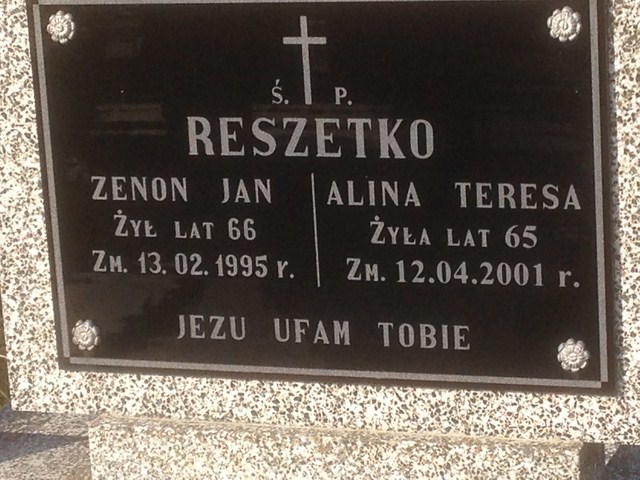 Ś. P.
RESZETKO
ZENON JAN
ŻYŁ LAT 66
ZM. 13.02.1995 r.
ALINA TERESA
ŻYŁA LAT 65
ZM. 12.04.2001 r.
JEZU UFAM TOBIE